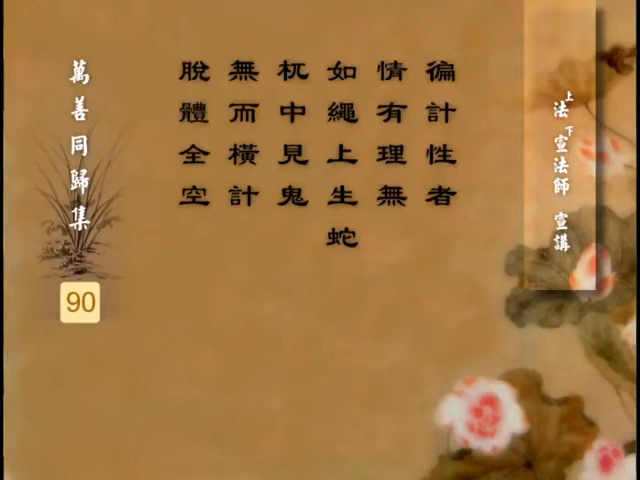 上法下宣法師 宣講
徧計性者
情有理無
如繩上生蛇
杌中見鬼
無而橫計
脫體全空
萬善同歸集
90